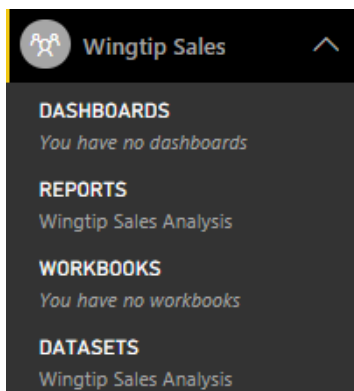 Wingtip Sales
DASHBOARDS
You have no dashboards
REPORTS
Wingtip Sales Analysis
WORKBOOKS
You have no workbooks
DATASETS
Wingtip Sales Analysis